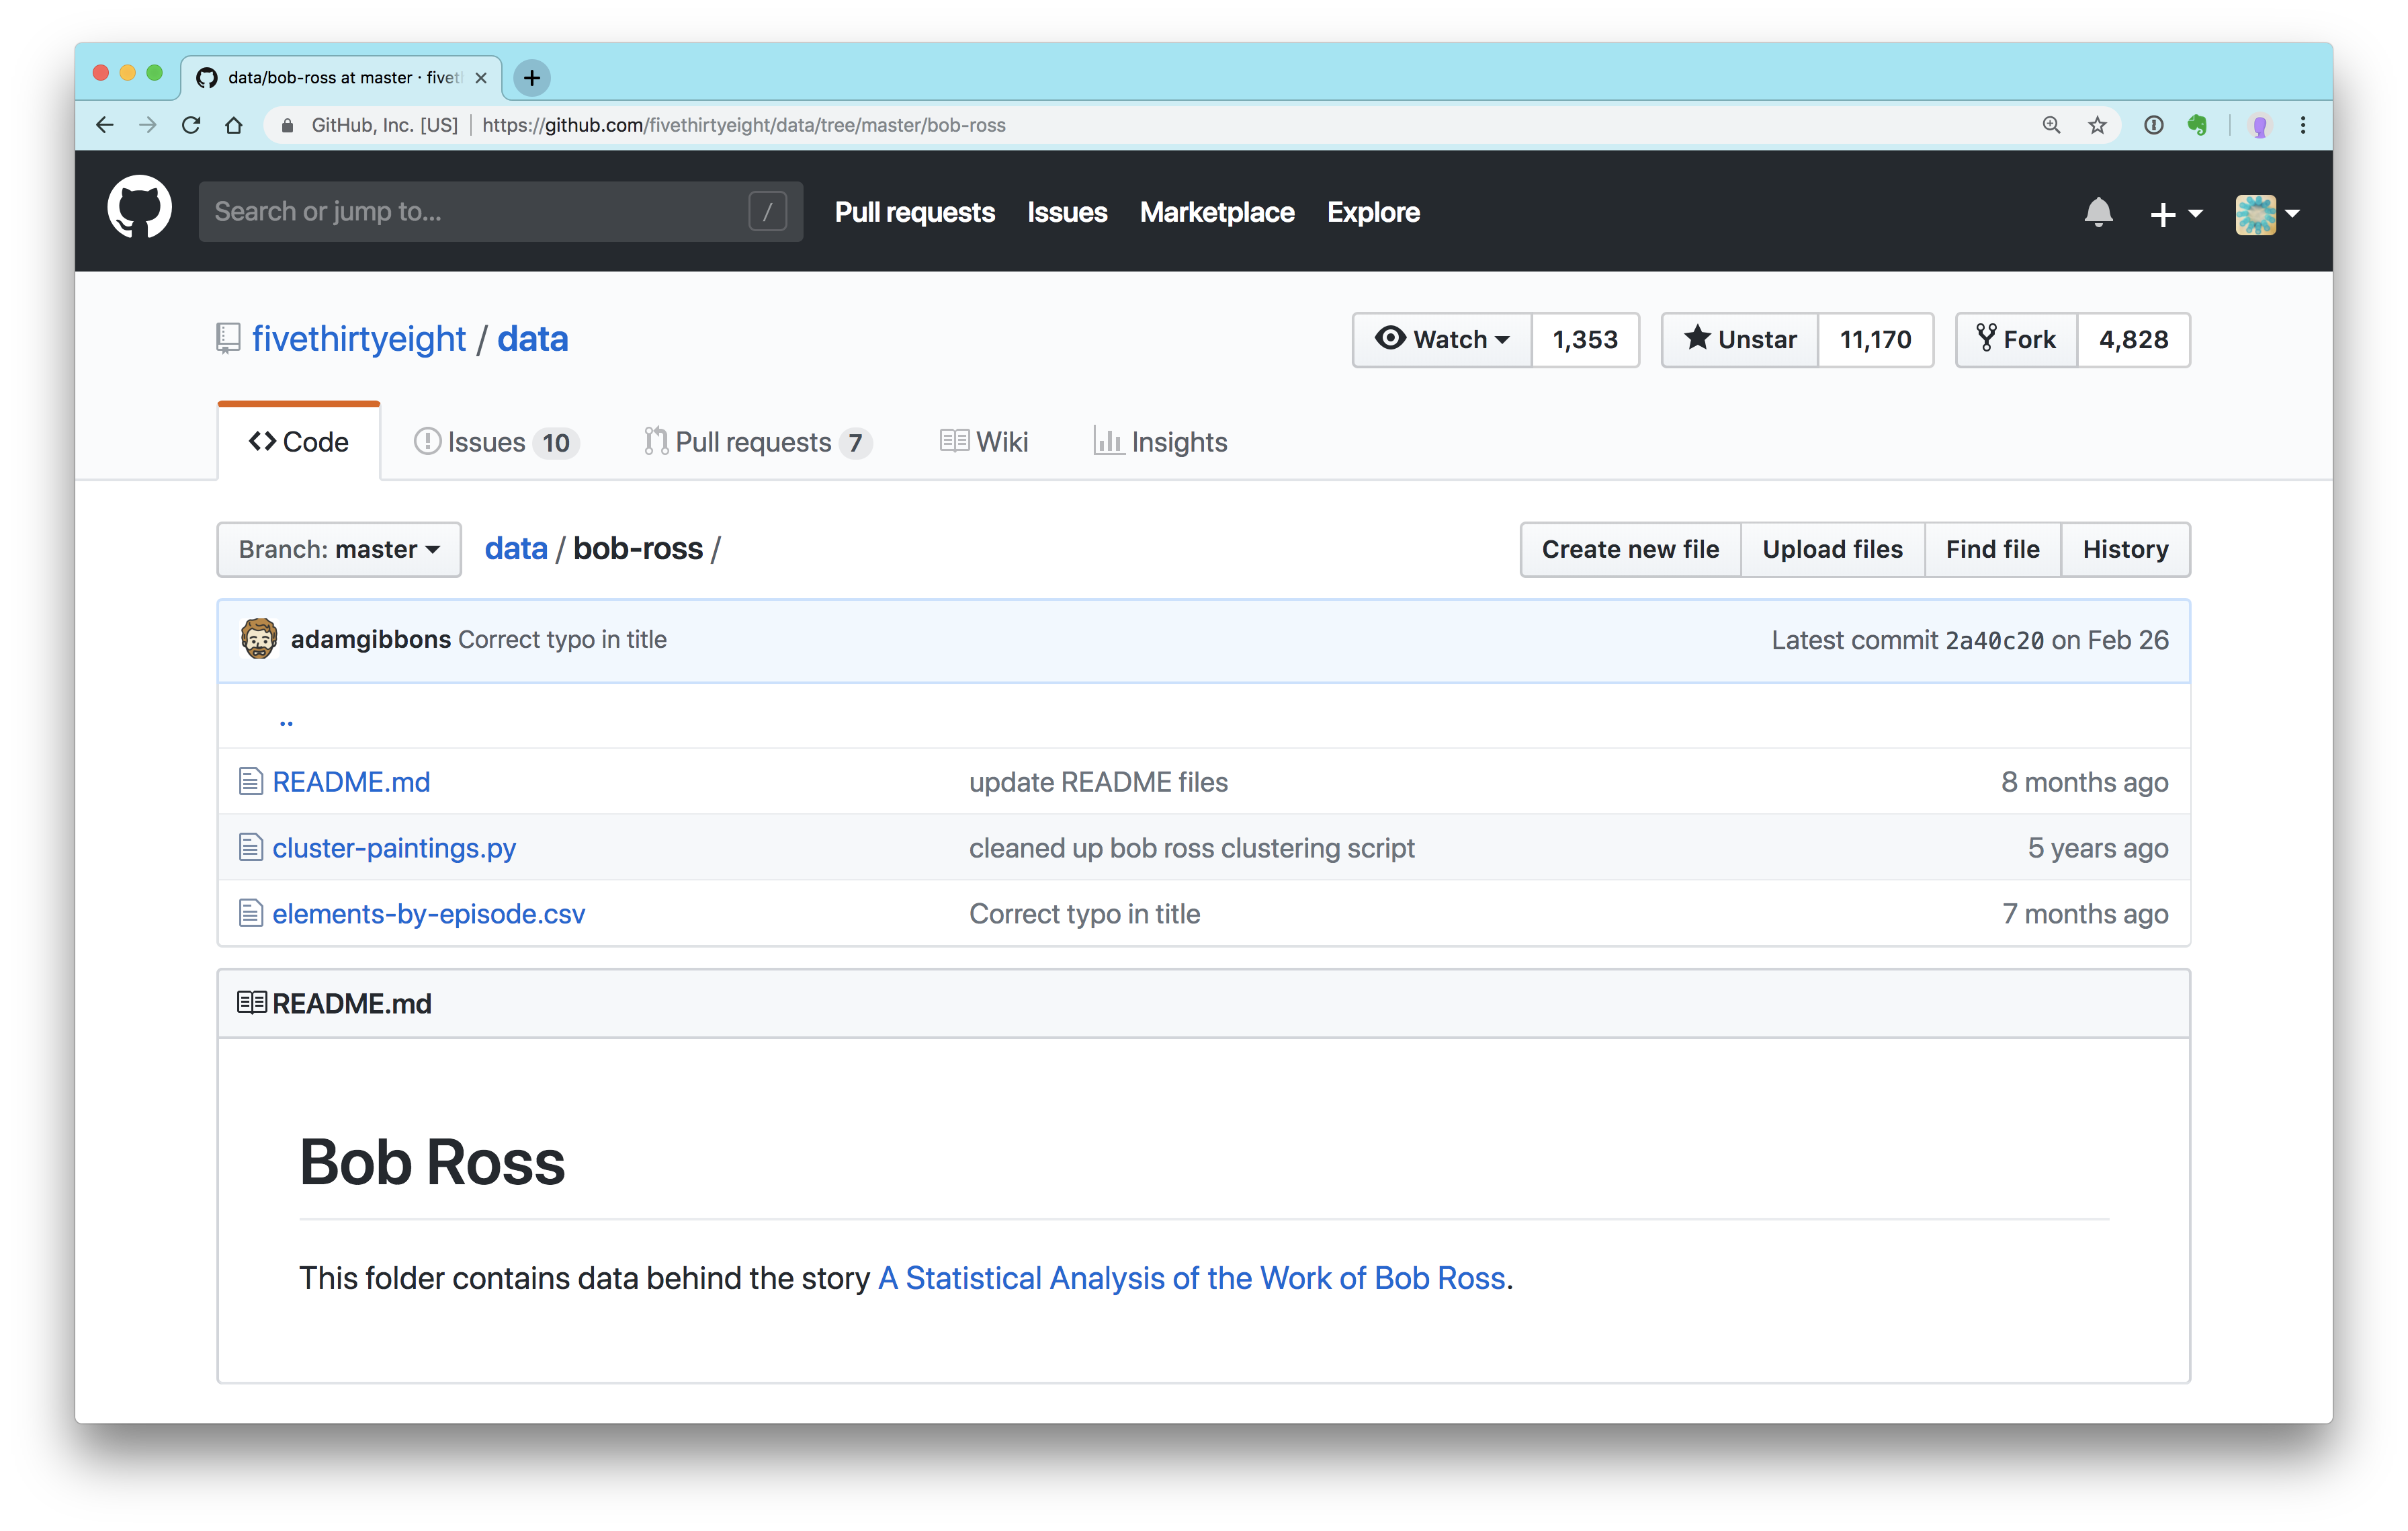 data/bob-ross at master · fivet
GitHub, Inc. [US] | https://github.com/fivethirtyeight/data/tree/master/bob-ross
Search or jump to... / Pull requests Issues Marketplace Explore
fivethirtyeight / data Watch 1,353 Unstar 11,170 Fork 4,828
Code Issues 10 Pull requests 7 Wiki Insights
Branch: master data / bob-ross / Create new file Upload files Find file History
adamgibbons Correct typo in title Latest commit 2a40c20 on Feb 26
..
README.md update README files 8 months ago
cluster-paintings.py cleaned up bob ross clustering script 5 years ago
elements-by-episode.csv Correct typo in title 7 months ago
README.md
Bob Ross
This folder contains data behind the story A Statistical Analysis of the Work of Bob Ross.